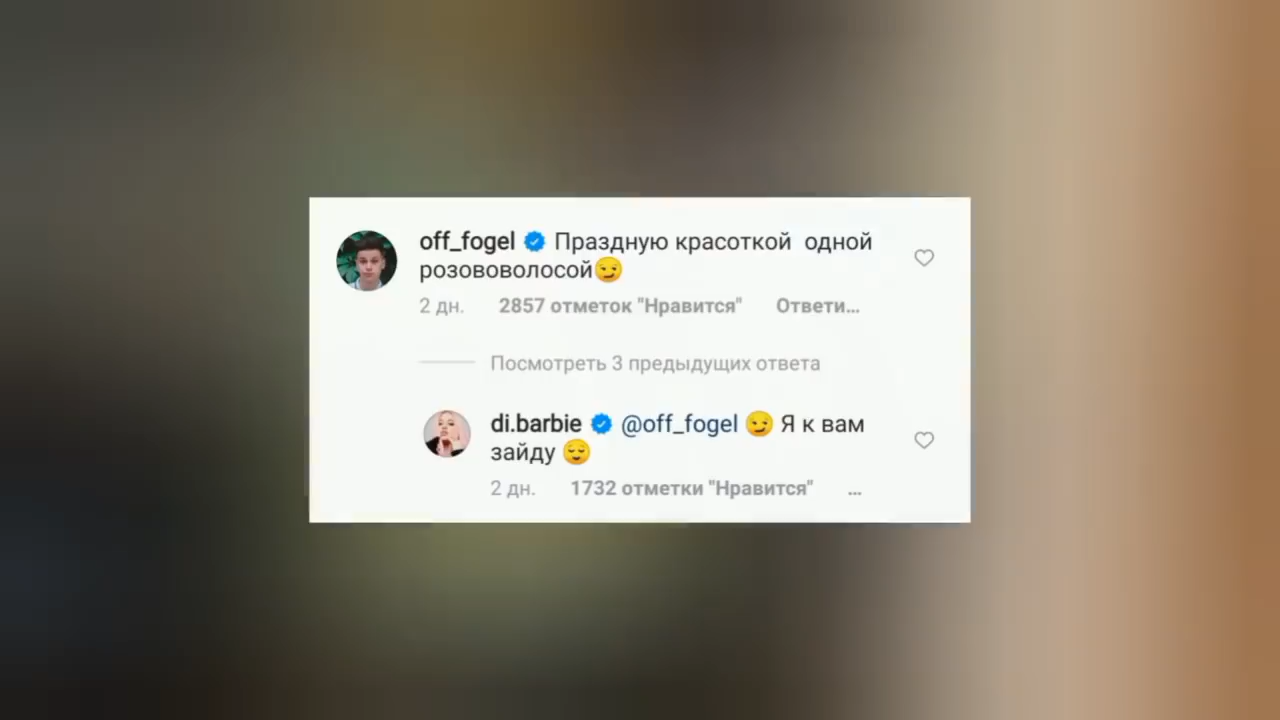 off_fogel Праздную красоткой одной
розововолосой😏
2 дн. 2857 отметок "Нравится" Ответи...
Посмотреть 3 предыдущих ответа
di.barbie @off_fogel 😏 Я к вам
зайду 😌
2 дн. 1732 отметки "Нравится" ...